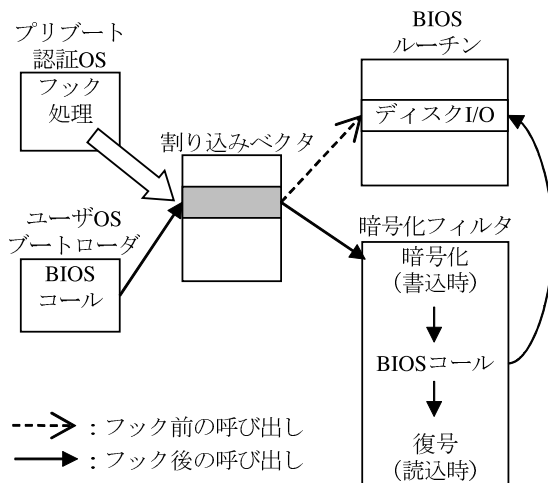 プリブート
認証OS
フック
処理
BIOS
ルーチン
ディスクI/O
割り込みベクタ
ユーザOS
ブートローダ
BIOS
コール
暗号化フィルタ
暗号化
（書込時）
BIOSコール
復号
（読込時）
：フック前の呼び出し
：フック後の呼び出し